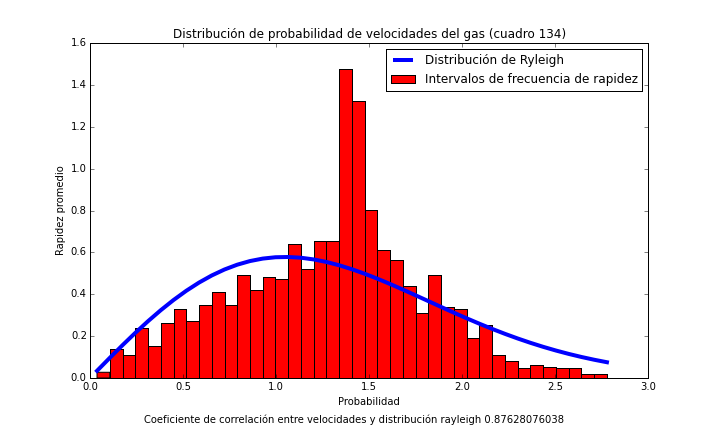 Distribución de probabilidad de velocidades del gas (cuadro 134)
1.6
1.4
1.2
1.0
0.8
0.6
0.4
0.2
0.0
Rapidez promedio
Distribución de Ryleigh
Intervalos de frecuencia de rapidez
0.0 0.5 1.0 1.5 2.0 2.5 3.0
Probabilidad
Coeficiente de correlación entre velocidades y distribución rayleigh 0.87628076038